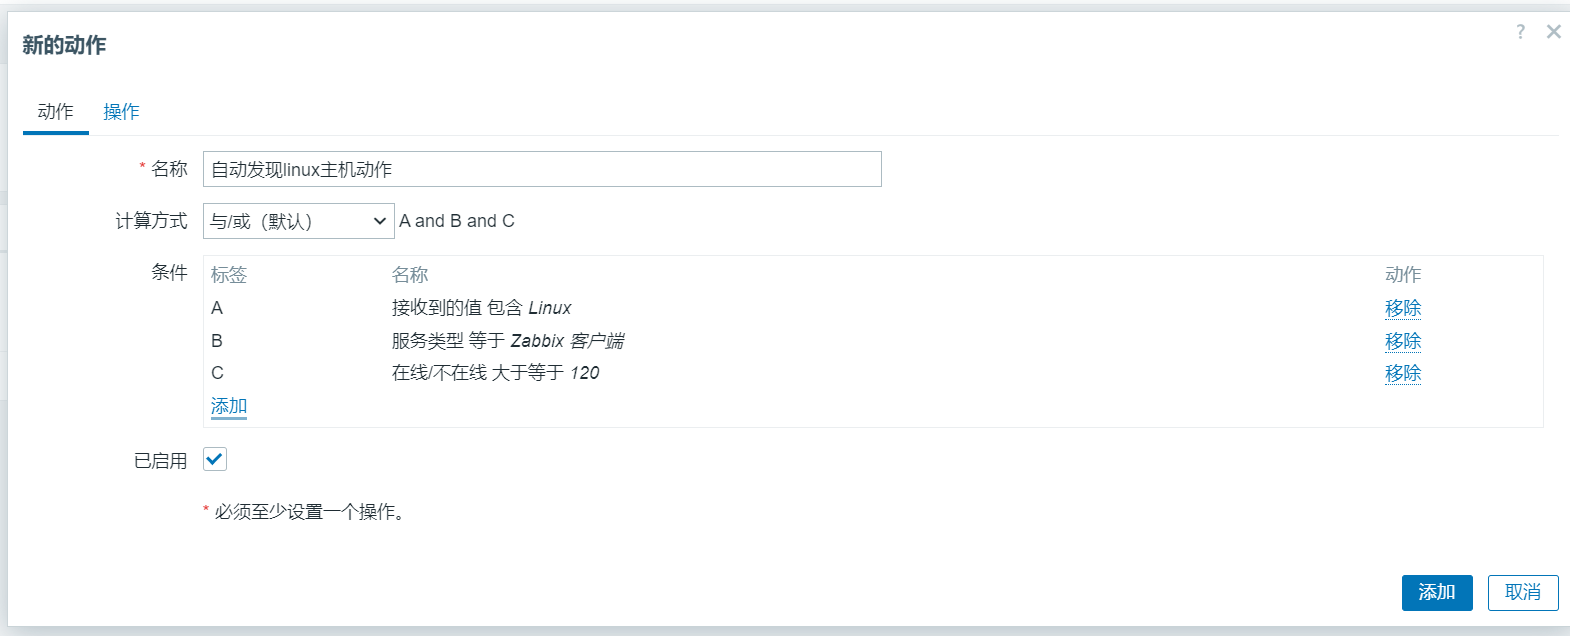 新的动作
?
动作 操作
* 名称 自动发现linux主机动作
计算方式 与/或（默认） A and B and C
条件 标签 名称 动作
A 接收到的值 包含 Linux 移除
B 服务类型 等于 Zabbix 客户端 移除
C 在线/不在线 大于等于 120 移除
添加
已启用
* 必须至少设置一个操作。
添加 取消